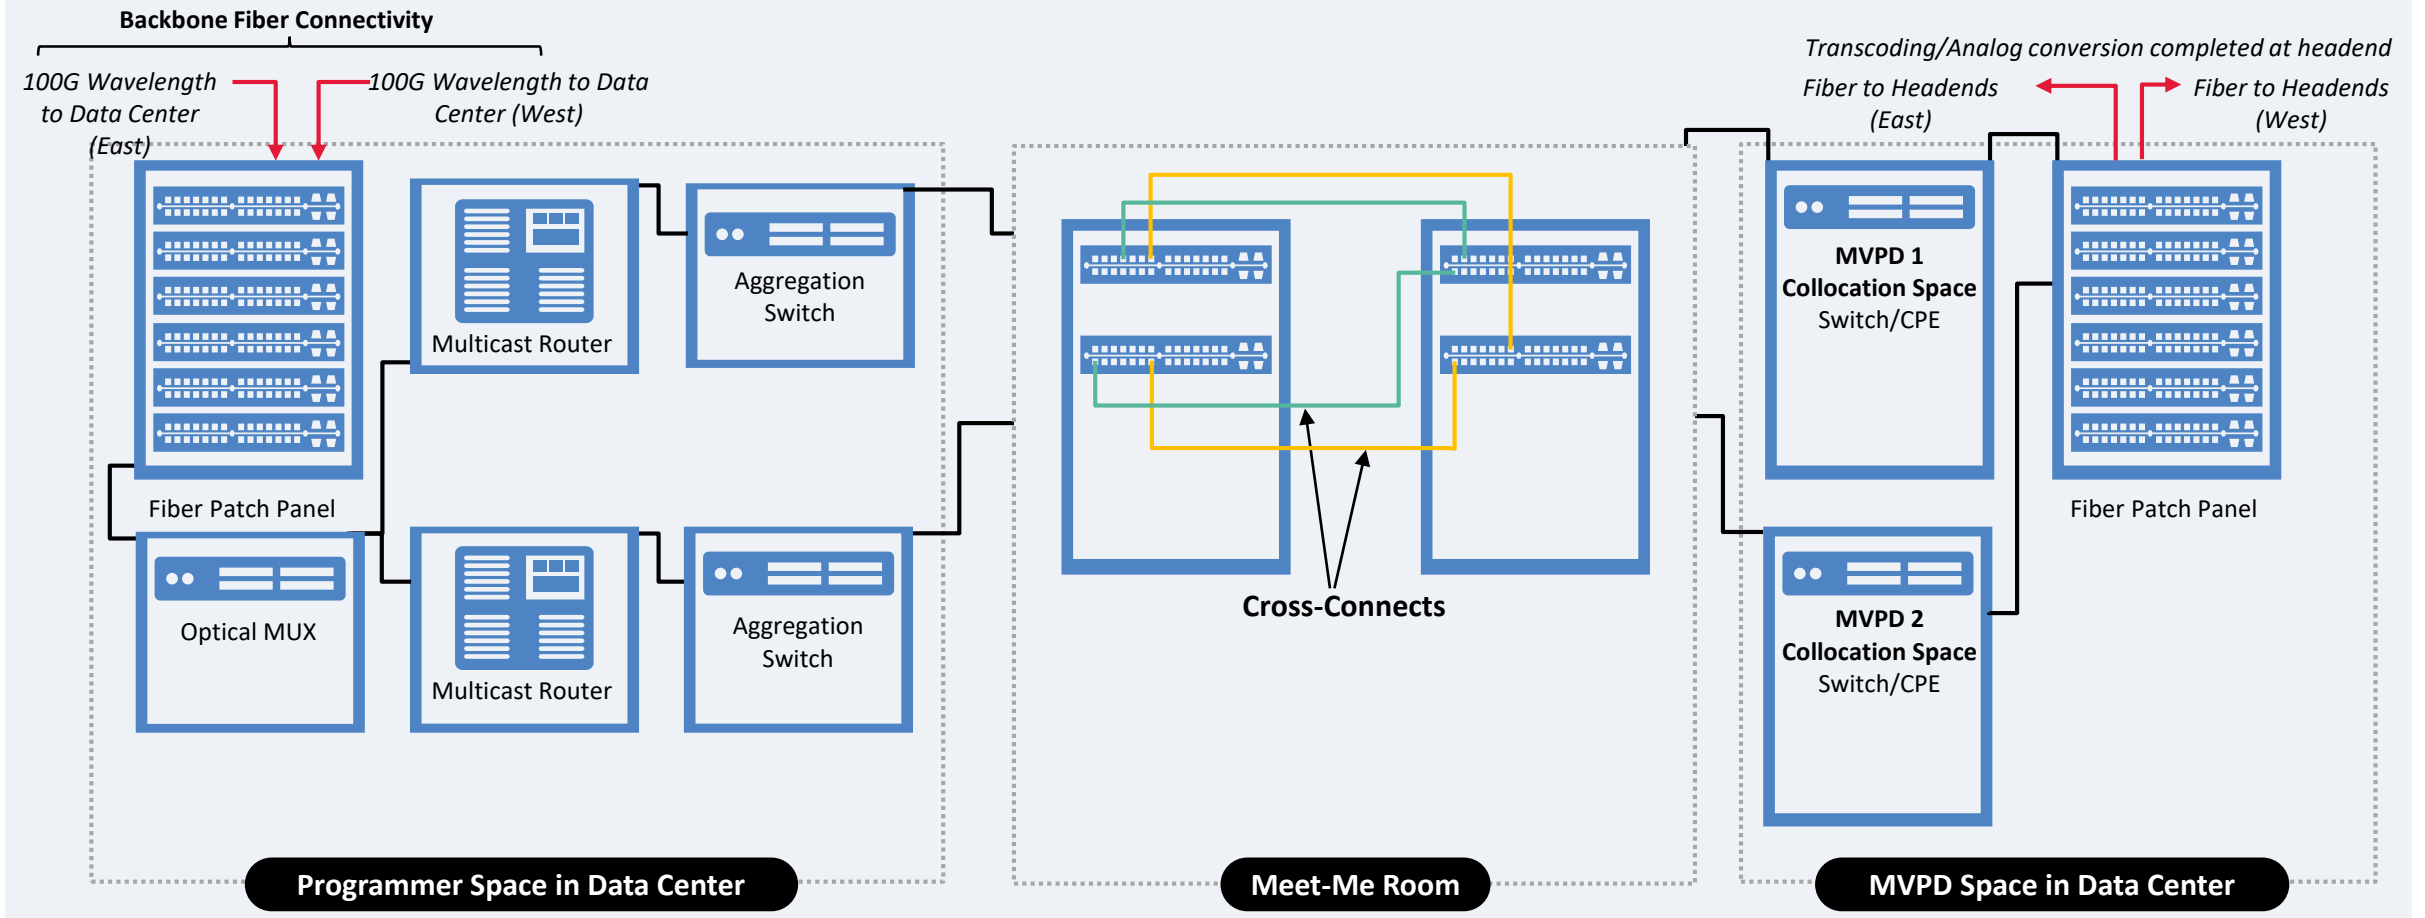 Backbone Fiber Connectivity
100G Wavelength
to Data Center
(East)
100G Wavelength to Data
Center (West)
Transcoding/Analog conversion completed at headend
Fiber to Headends
(East)
Fiber to Headends
(West)
Fiber Patch Panel
Optical MUX
Multicast Router
Aggregation
Switch
Multicast Router
Aggregation
Switch
Cross-Connects
MVPD 1
Collocation Space
Switch/CPE
MVPD 2
Collocation Space
Switch/CPE
Fiber Patch Panel
Programmer Space in Data Center
Meet-Me Room
MVPD Space in Data Center